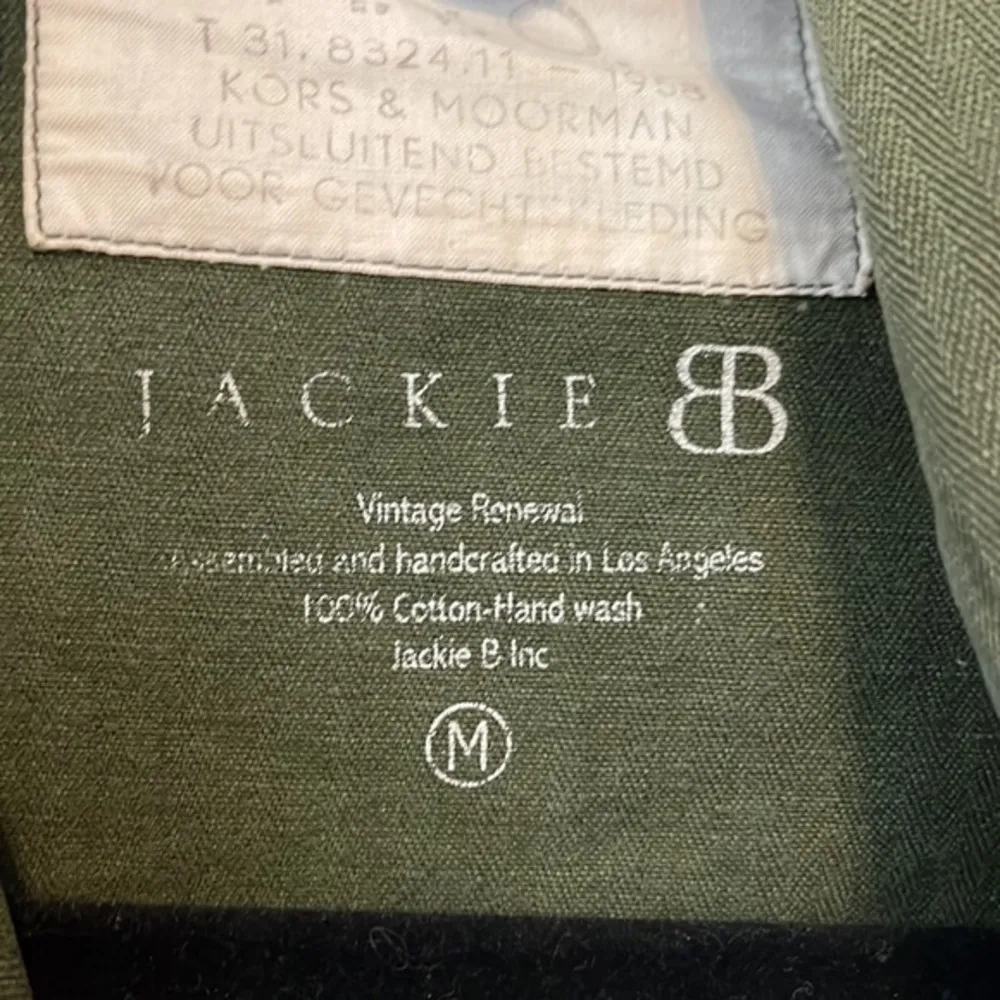 T 31. 8324.11 – 1958
KORS & MOORMAN
UITSLUITEND BESTEMD
VOOR GEVECHTSKLEDING
JACKIE B
Vintage Renewal
and handcrafted in Los Angeles
100% Cotton-Hand wash
Jackie B Inc
M